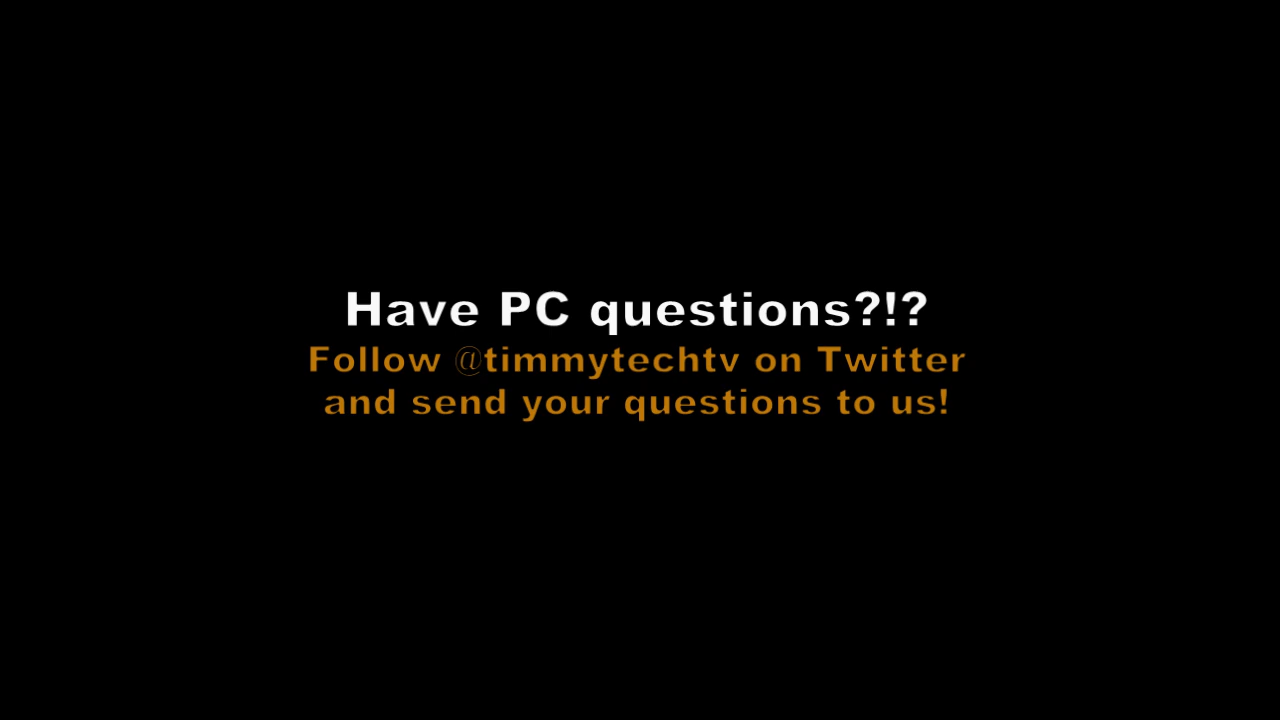 Have PC questions?!?
Follow @timmytechtv on Twitter
and send your questions to us!